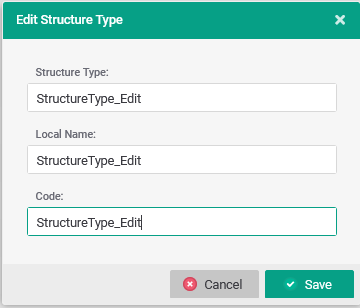 Edit Structure Type
Structure Type:
StructureType_Edit
Local Name:
StructureType_Edit
Code:
StructureType_Edit
Cancel
Save